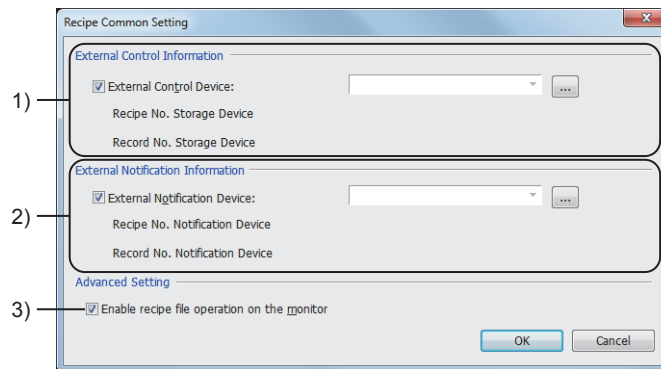 Recipe Common Setting
x
External Control Information
1)
External Control Device:
...
Recipe No. Storage Device
Record No. Storage Device
External Notification Information
2)
External Notification Device:
...
Recipe No. Notification Device
Record No. Notification Device
Advanced Setting
3)
Enable recipe file operation on the monitor
OK Cancel